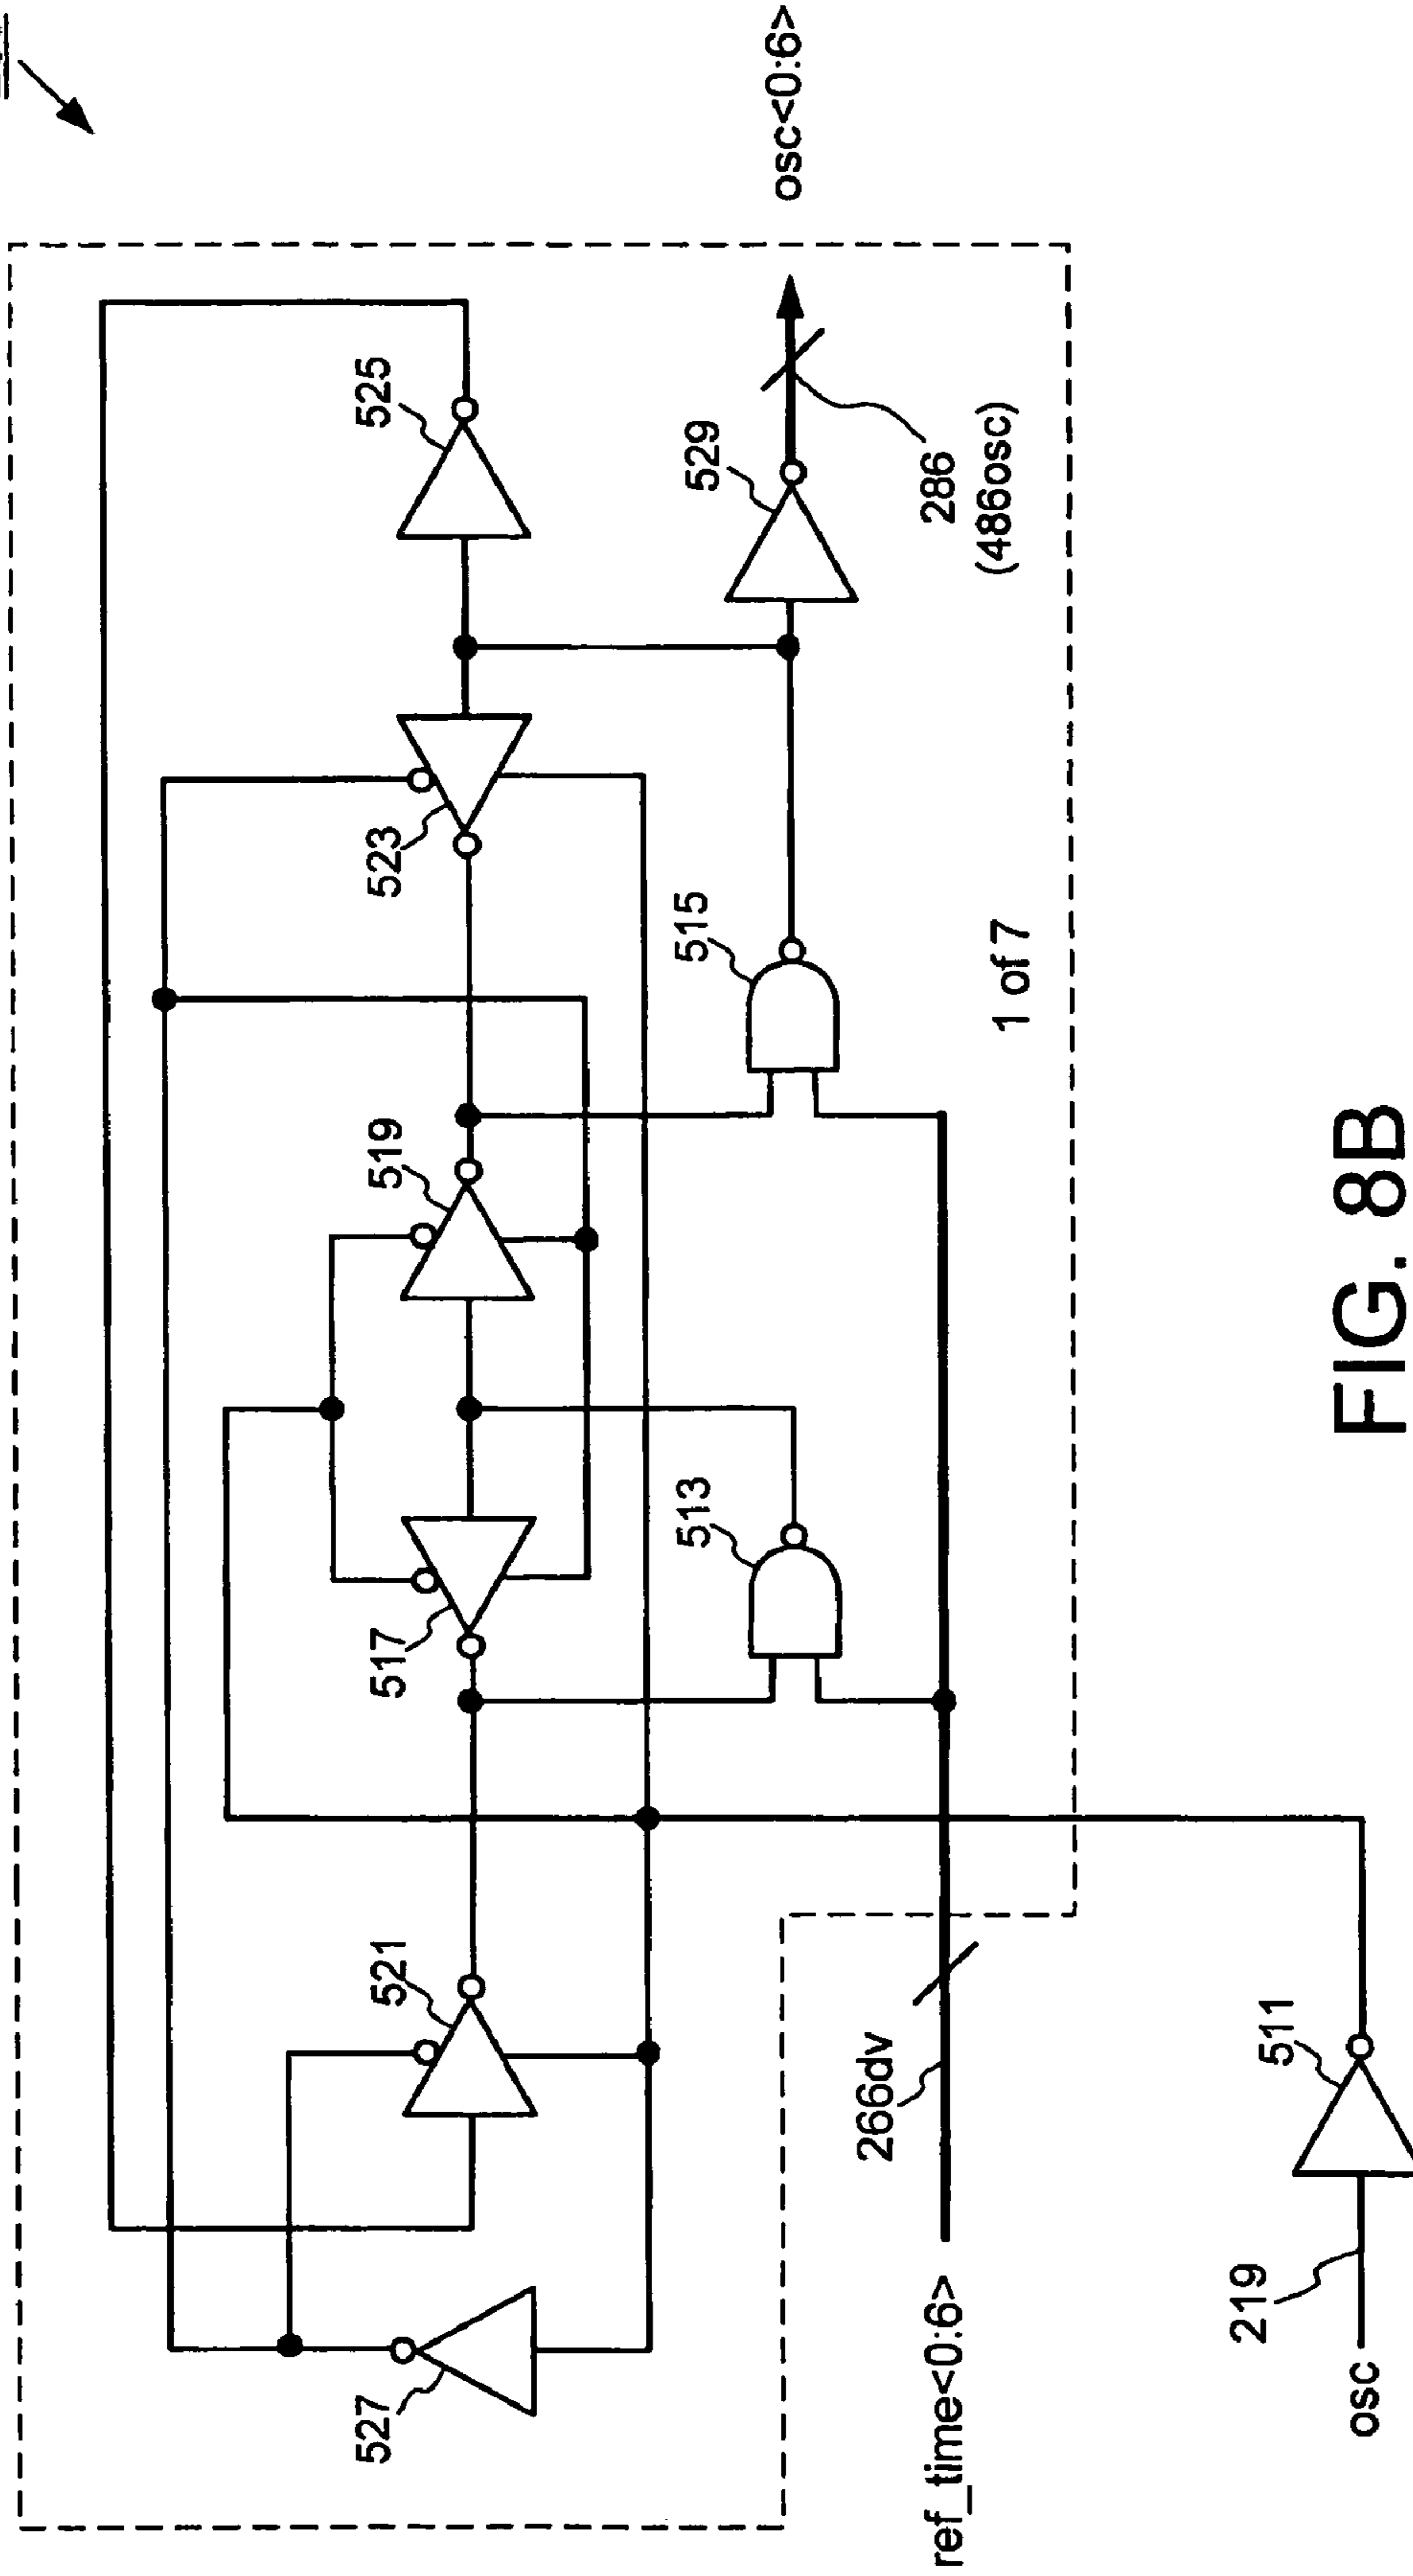 525
osc<0:6>
523
529
519
286
(486osc)
517
515
521
513
1 of 7
527
266dv
ref_time<0:6>
511
219
osc
FIG. 8B